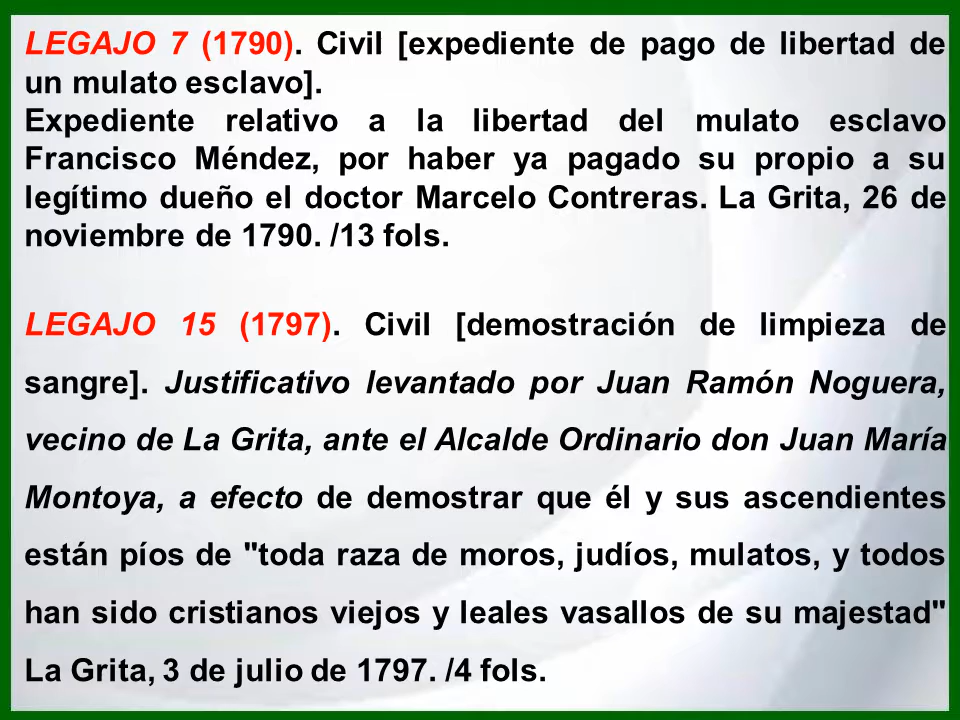 LEGAJO 7 (1790). Civil [expediente de pago de libertad de
un mulato esclavo].
Expediente relativo a la libertad del mulato esclavo
Francisco Méndez, por haber ya pagado su propio a su
legítimo dueño el doctor Marcelo Contreras. La Grita, 26 de
noviembre de 1790. /13 fols.
LEGAJO 15 (1797). Civil [demostración de limpieza de
sangre]. Justificativo levantado por Juan Ramón Noguera,
vecino de La Grita, ante el Alcalde Ordinario don Juan María
Montoya, a efecto de demostrar que él y sus ascendientes
están píos de "toda raza de moros, judíos, mulatos, y todos
han sido cristianos viejos y leales vasallos de su majestad"
La Grita, 3 de julio de 1797. /4 fols.